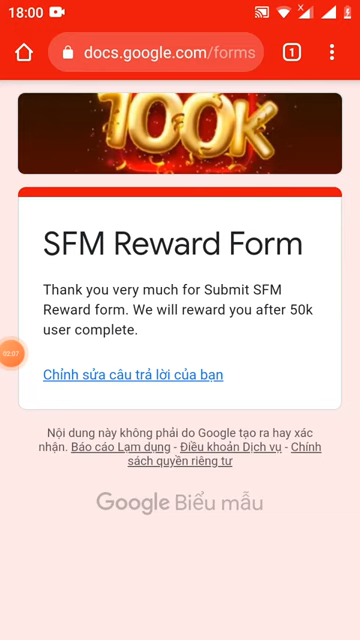 18:00
docs.google.com/forms
1
100K
SFM Reward Form
Thank you very much for Submit SFM
Reward form. We will reward you after 50k
user complete.
02:07
Chỉnh sửa câu trả lời của bạn
Nội dung này không phải do Google tạo ra hay xác
nhận. Báo cáo Lạm dụng - Điều khoản Dịch vụ - Chính
sách quyền riêng tư
Google Biểu mẫu